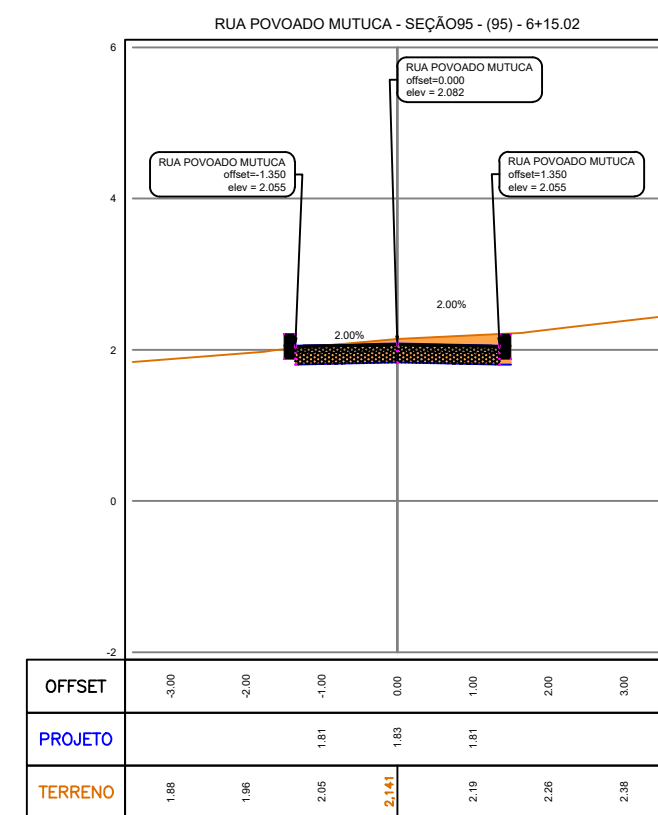 RUA POVOADO MUTUCA - SEÇÃO95 - (95) - 6+15.02
6
RUA POVOADO MUTUCA
offset=0.000
elev = 2.082
RUA POVOADO MUTUCA
offset=-1.350
elev = 2.055
RUA POVOADO MUTUCA
offset=1.350
elev = 2.055
4
2.00%
2.00%
2
0
-2
OFFSET -3.00 -2.00 -1.00 0.00 1.00 2.00 3.00
PROJETO 1.81 1.83 1.81
TERRENO 1.88 1.96 2.05 2,141 2.19 2.26 2.38